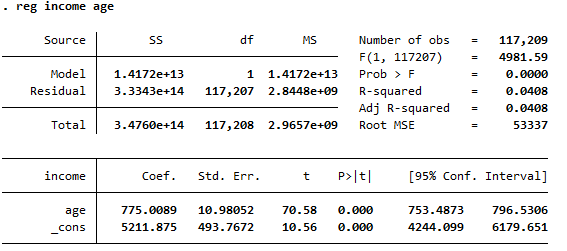 . reg income age
Source SS df MS Number of obs = 117,209
F(1, 117207) = 4981.59
Model 1.4172e+13 1 1.4172e+13 Prob > F = 0.0000
Residual 3.3343e+14 117,207 2.8448e+09 R-squared = 0.0408
Adj R-squared = 0.0408
Total 3.4760e+14 117,208 2.9657e+09 Root MSE = 53337
income Coef. Std. Err. t P>|t| [95% Conf. Interval]
age 775.0089 10.98052 70.58 0.000 753.4873 796.5306
_cons 5211.875 493.7672 10.56 0.000 4244.099 6179.651